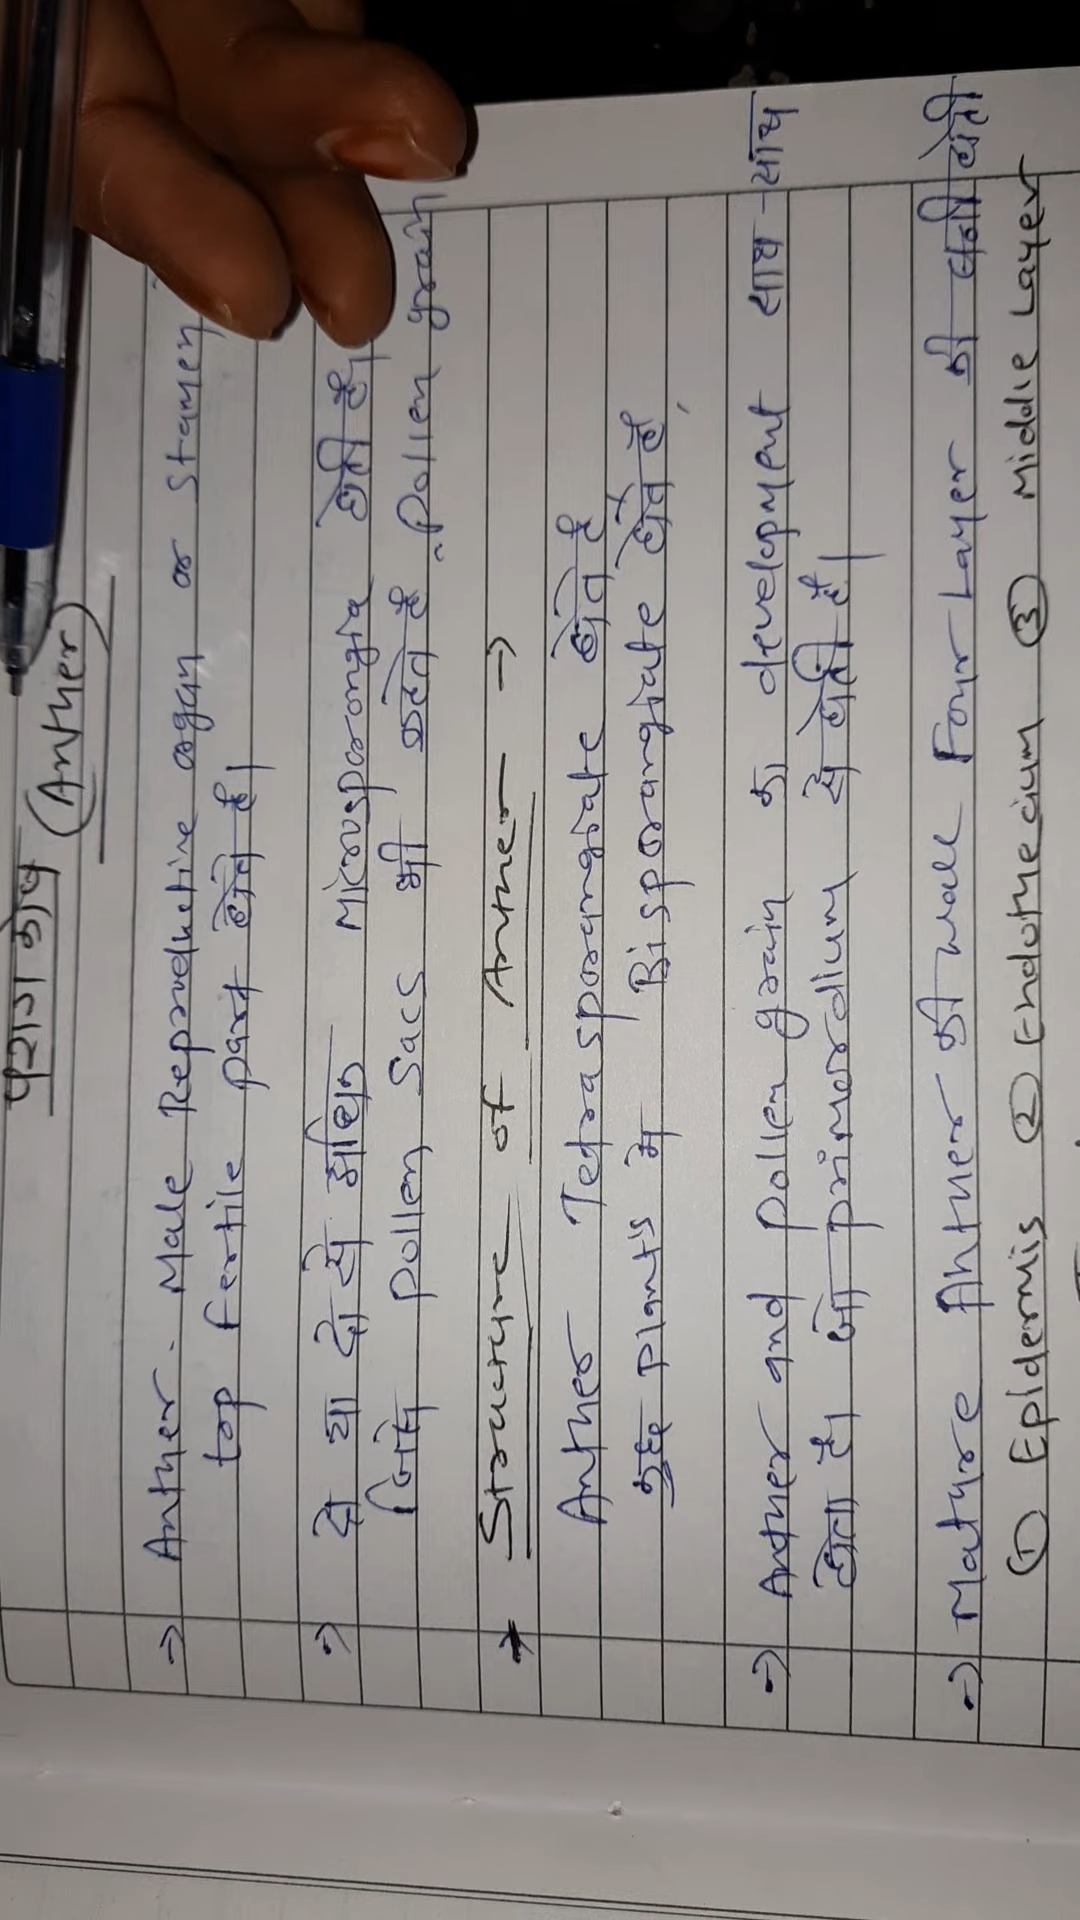 परागकोष (Anther)
→ Anther - Male Reproductive organ or Stamen
top fertile part होते है।
→ दो या दो से अधिक Microsporangia होती है।
जिसे Pollen Sacs भी कहते है "Pollen grain
★ Structure of Anther →
Anther Tetrasporangiate होते है
कुछ plants मे Bisporangiate होते है
→ Anther and Pollen grain का development साथ-साथ
होता है। जो primordium से होती है।
→ Mature Anther की wall Four Layer की बनी होती
① Epidermis ② Endothecium ③ Middle Layer